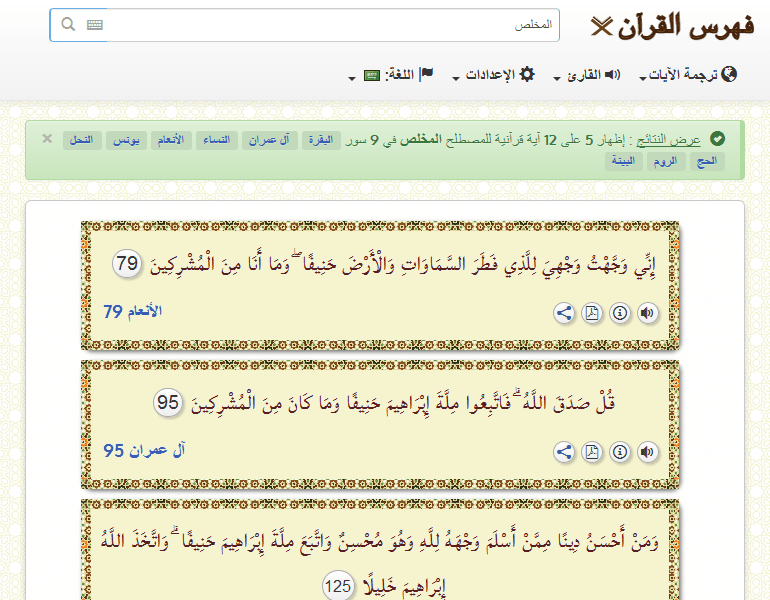 فهرس القرآن
المخلص
ترجمة الآيات
القارئ
الإعدادات
اللغة:
عرض النتائج : إظهار 5 على 12 آية قرآنية للمصطلح المخلص في 9 سور البقرة آل عمران النساء الأنعام يونس النحل ×
الحج الروم البينة
إِنِّي وَجَّهْتُ وَجْهِيَ لِلَّذِي فَطَرَ السَّمَاوَاتِ وَالْأَرْضَ حَنِيفًا ۖ وَمَا أَنَا مِنَ الْمُشْرِكِينَ 79
الأنعام 79
قُلْ صَدَقَ اللَّهُ ۗ فَاتَّبِعُوا مِلَّةَ إِبْرَاهِيمَ حَنِيفًا وَمَا كَانَ مِنَ الْمُشْرِكِينَ 95
آل عمران 95
وَمَنْ أَحْسَنُ دِينًا مِمَّنْ أَسْلَمَ وَجْهَهُ لِلَّهِ وَهُوَ مُحْسِنٌ وَاتَّبَعَ مِلَّةَ إِبْرَاهِيمَ حَنِيفًا ۗ وَاتَّخَذَ اللَّهُ
إِبْرَاهِيمَ خَلِيلًا 125